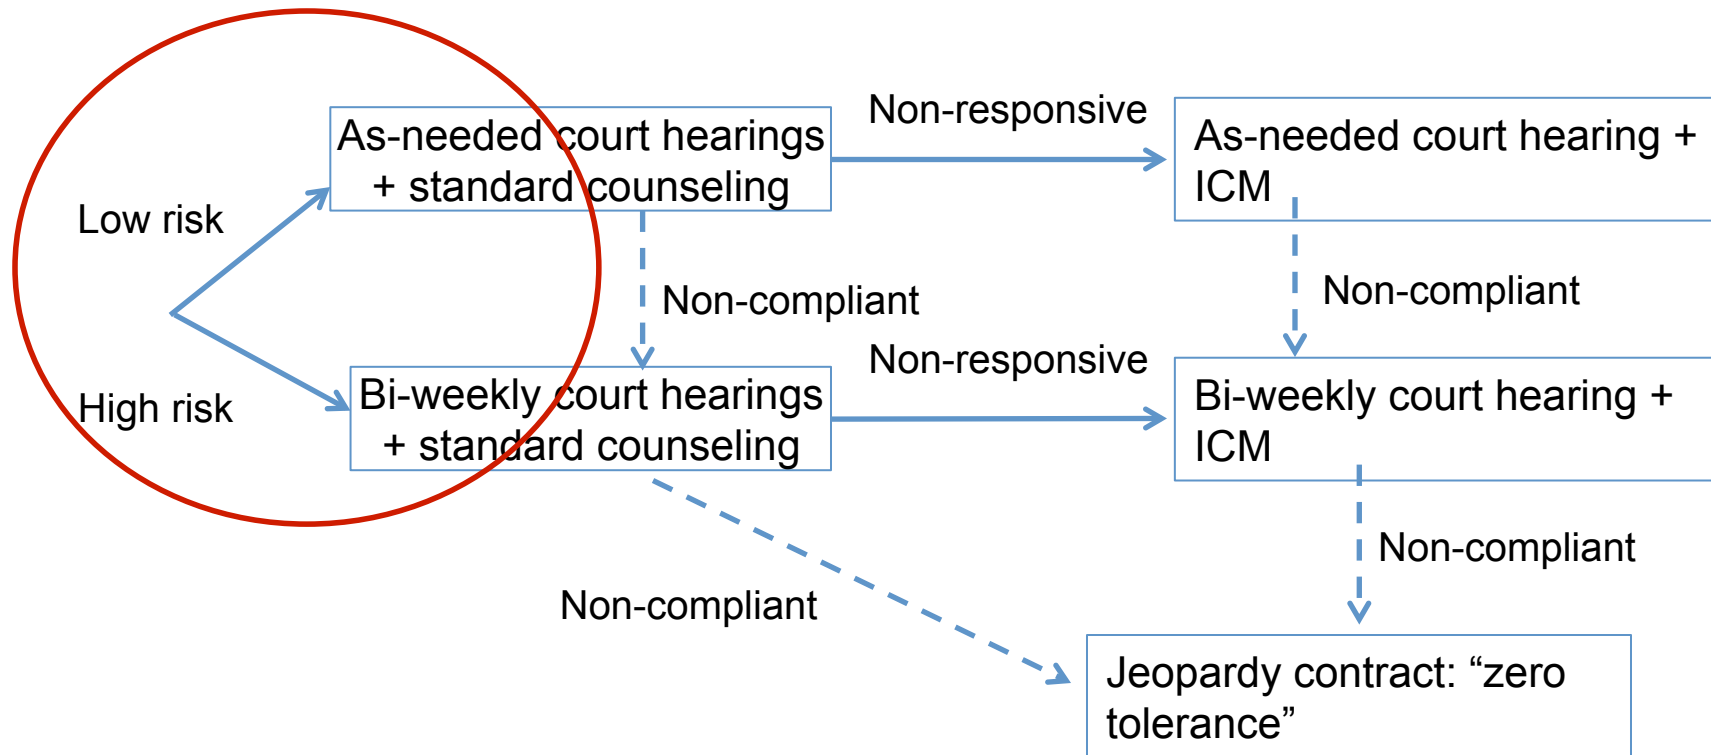 Non-responsive
As-needed court hearings
+ standard counseling
As-needed court hearing +
ICM
Low risk
Non-compliant
Non-compliant
Non-responsive
High risk
Bi-weekly court hearings
+ standard counseling
Bi-weekly court hearing +
ICM
Non-compliant
Non-compliant
Jeopardy contract: “zero
tolerance”